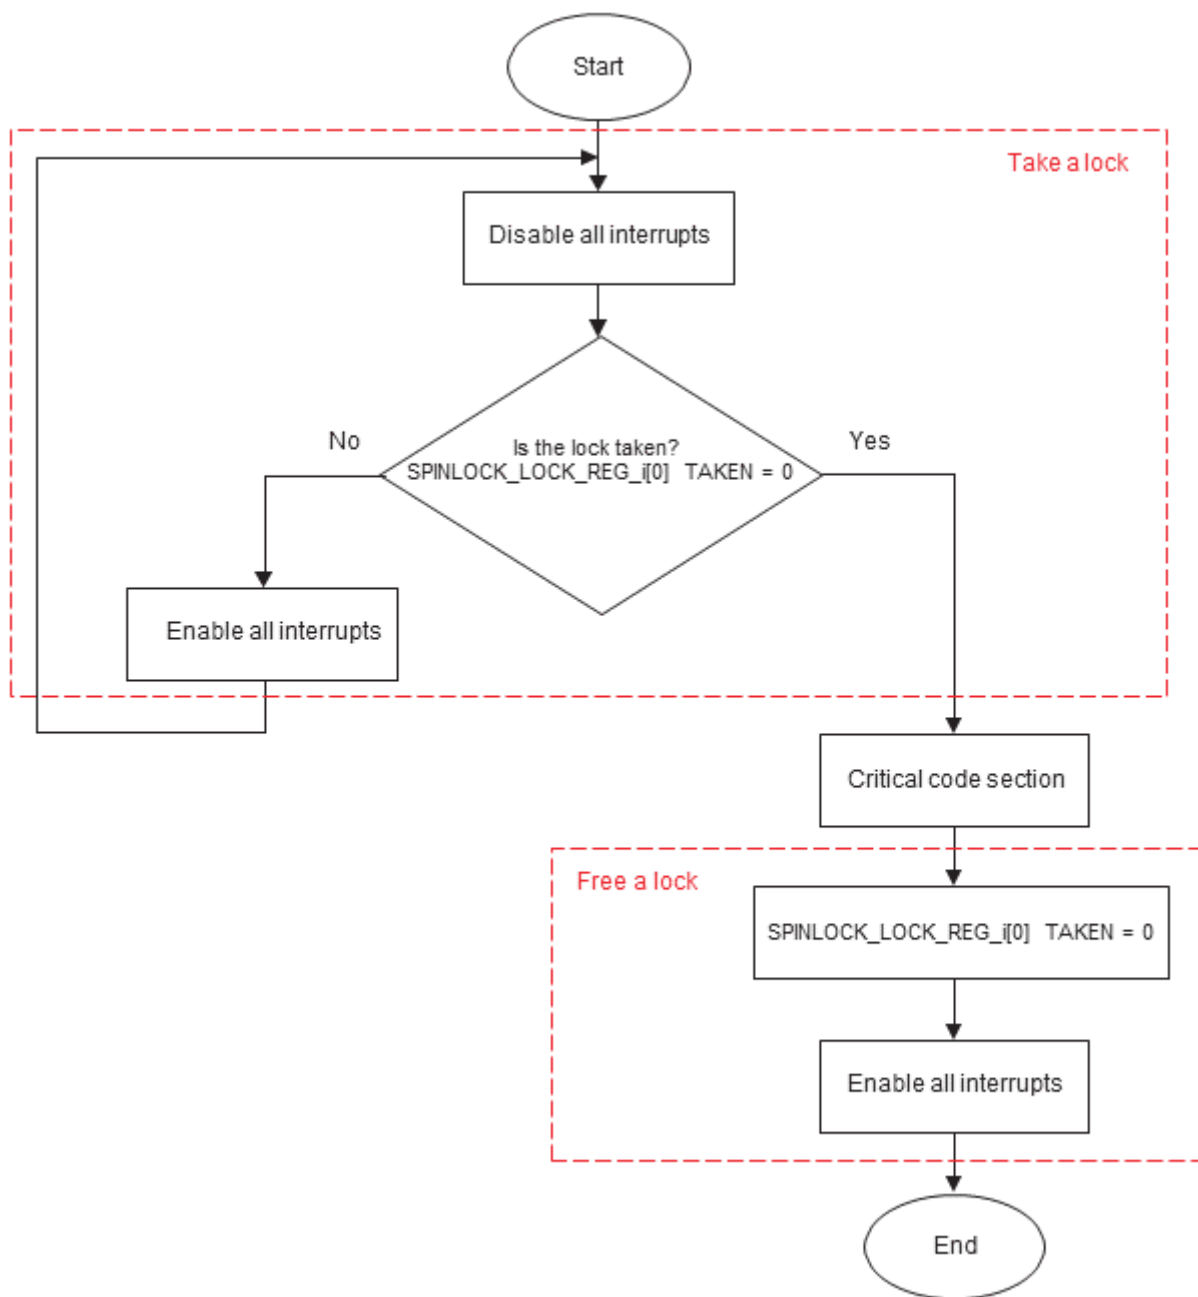 Start
Take a lock
Disable all interrupts
No
Is the lock taken?
Yes
SPINLOCK_LOCK_REG_i[0] TAKEN = 0
Enable all interrupts
Critical code section
Free a lock
SPINLOCK_LOCK_REG_i[0] TAKEN = 0
Enable all interrupts
End